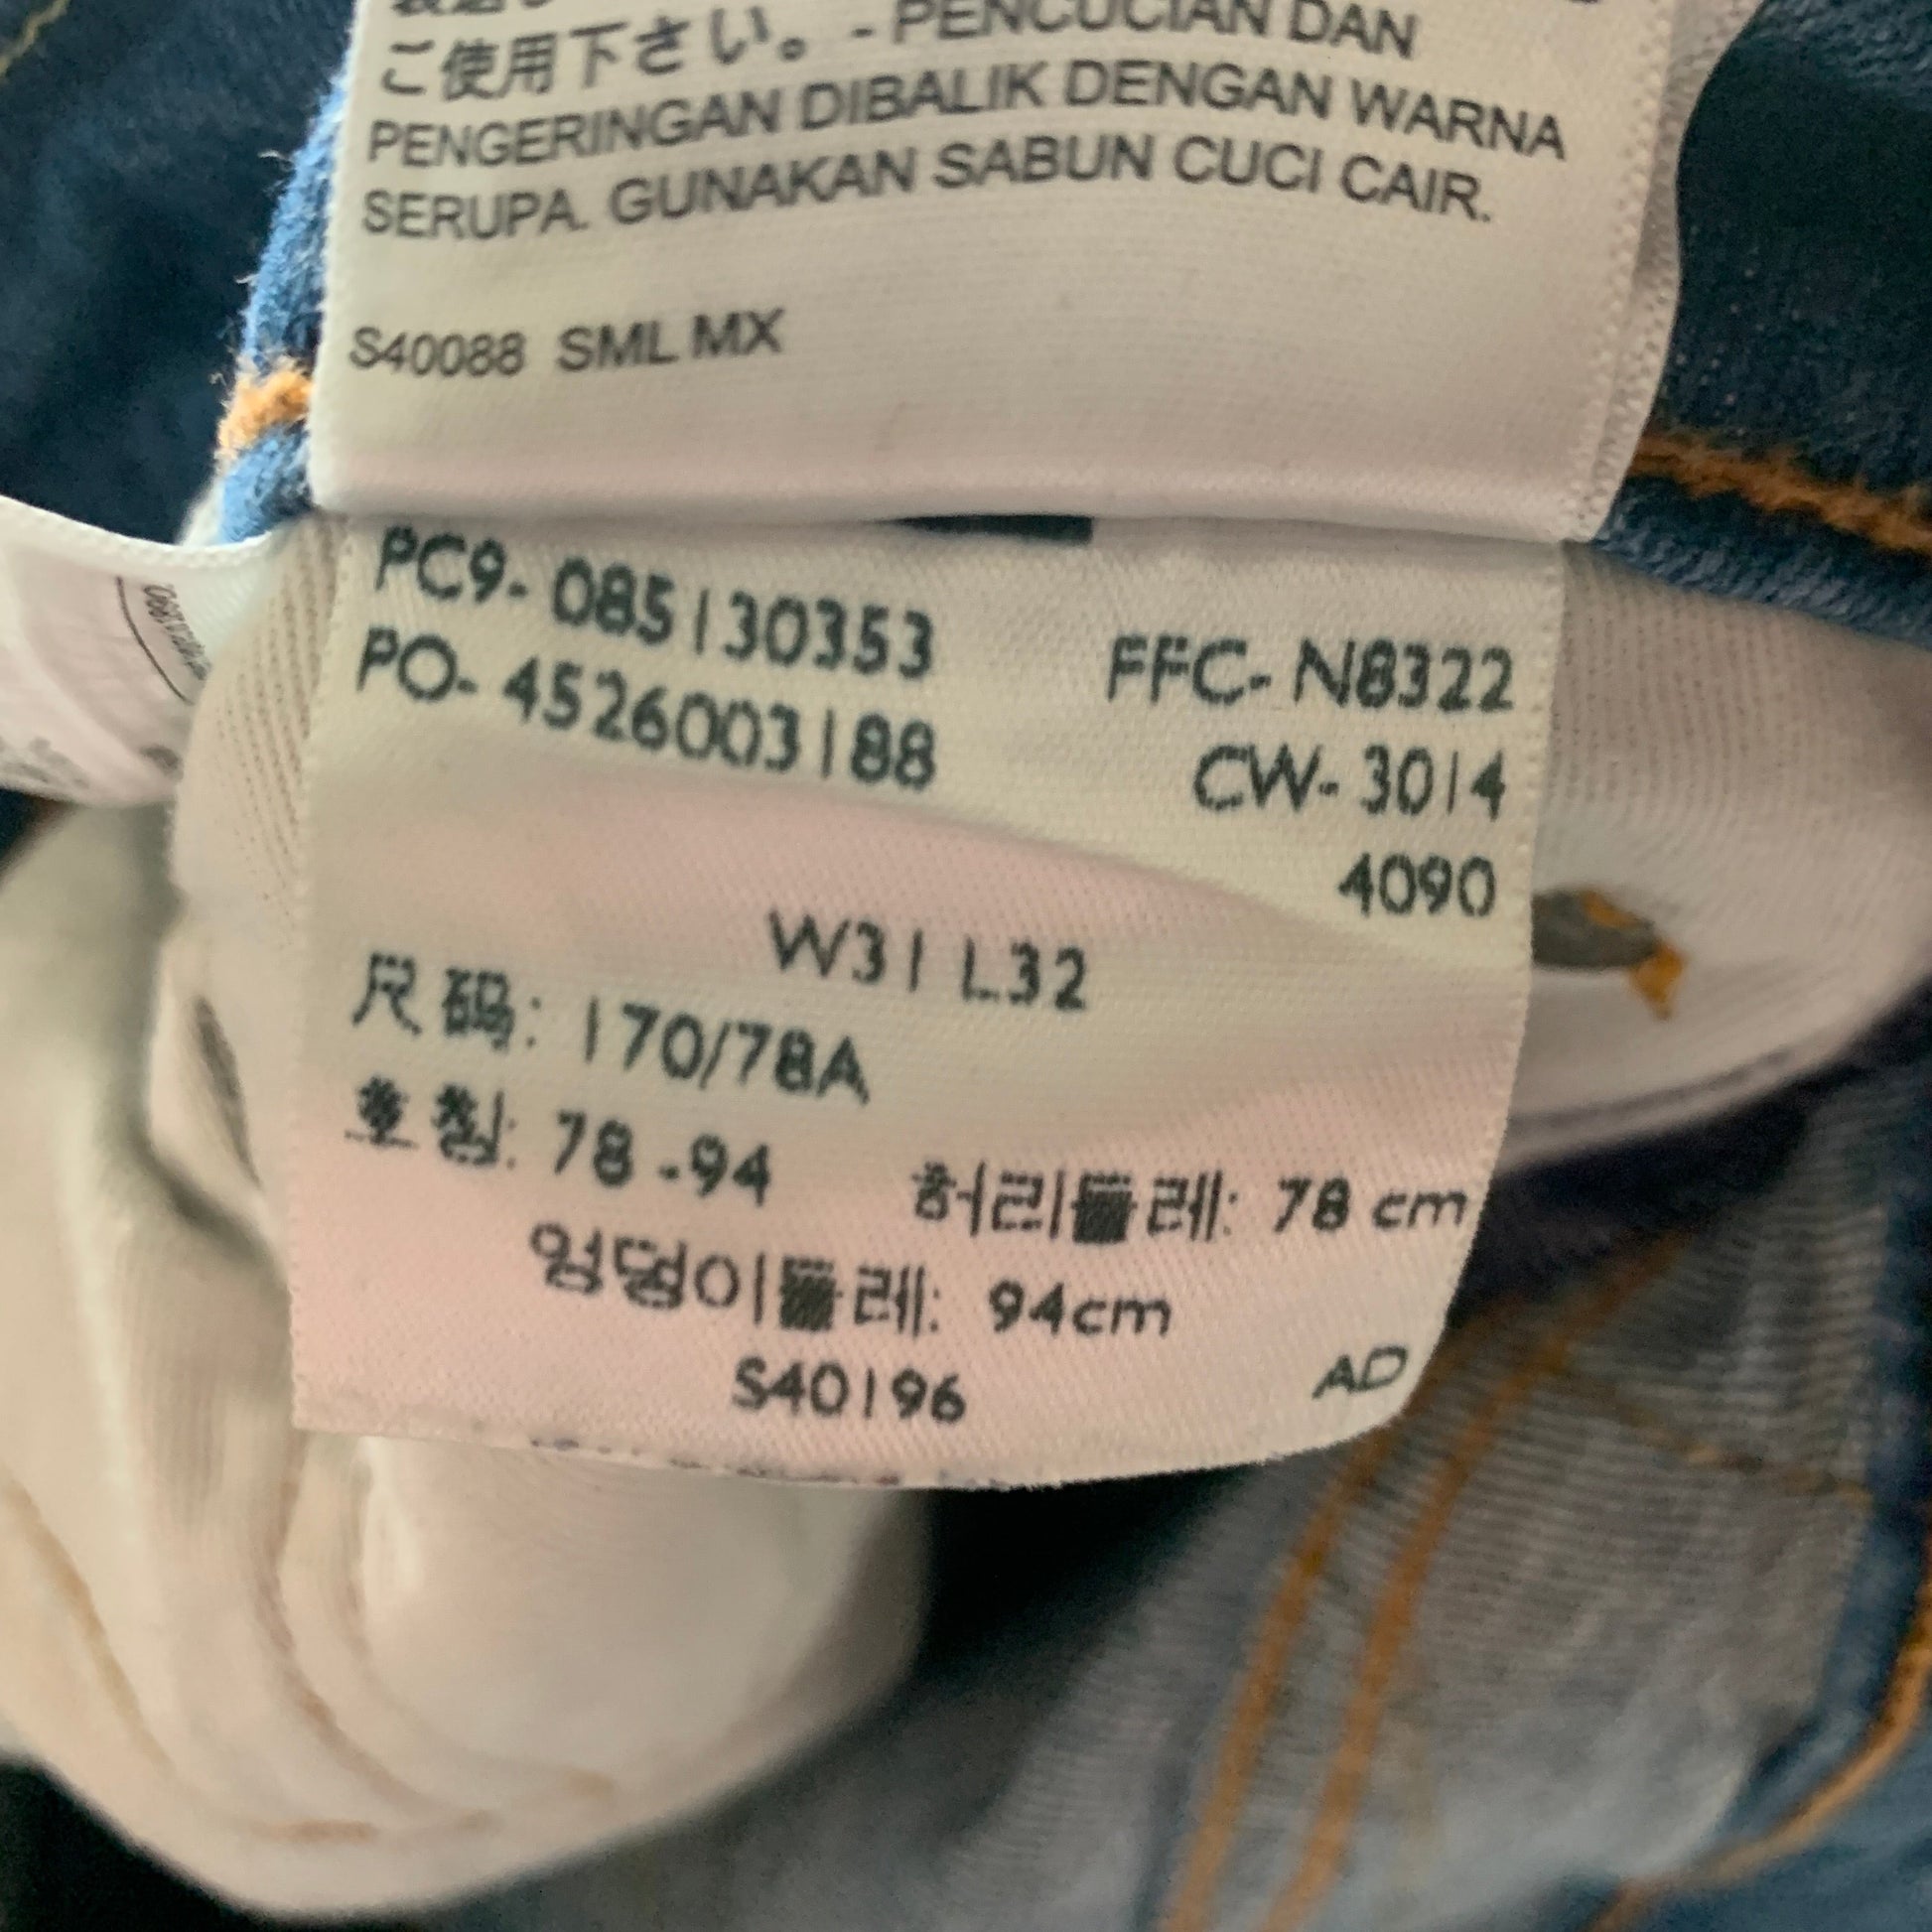 ご使用下さい。- PENCUCIAN DAN
PENGERINGAN DIBALIK DENGAN WARNA
SERUPA. GUNAKAN SABUN CUCI CAIR.
S40088 SML MX
PC9- 085130353
PO- 4526003188
FFC- N8322
CW- 3014
4090
W31 L32
尺码: 170/78A
호칭: 78 -94 허리둘레: 78 cm
엉덩이둘레: 94cm
S40196 AD